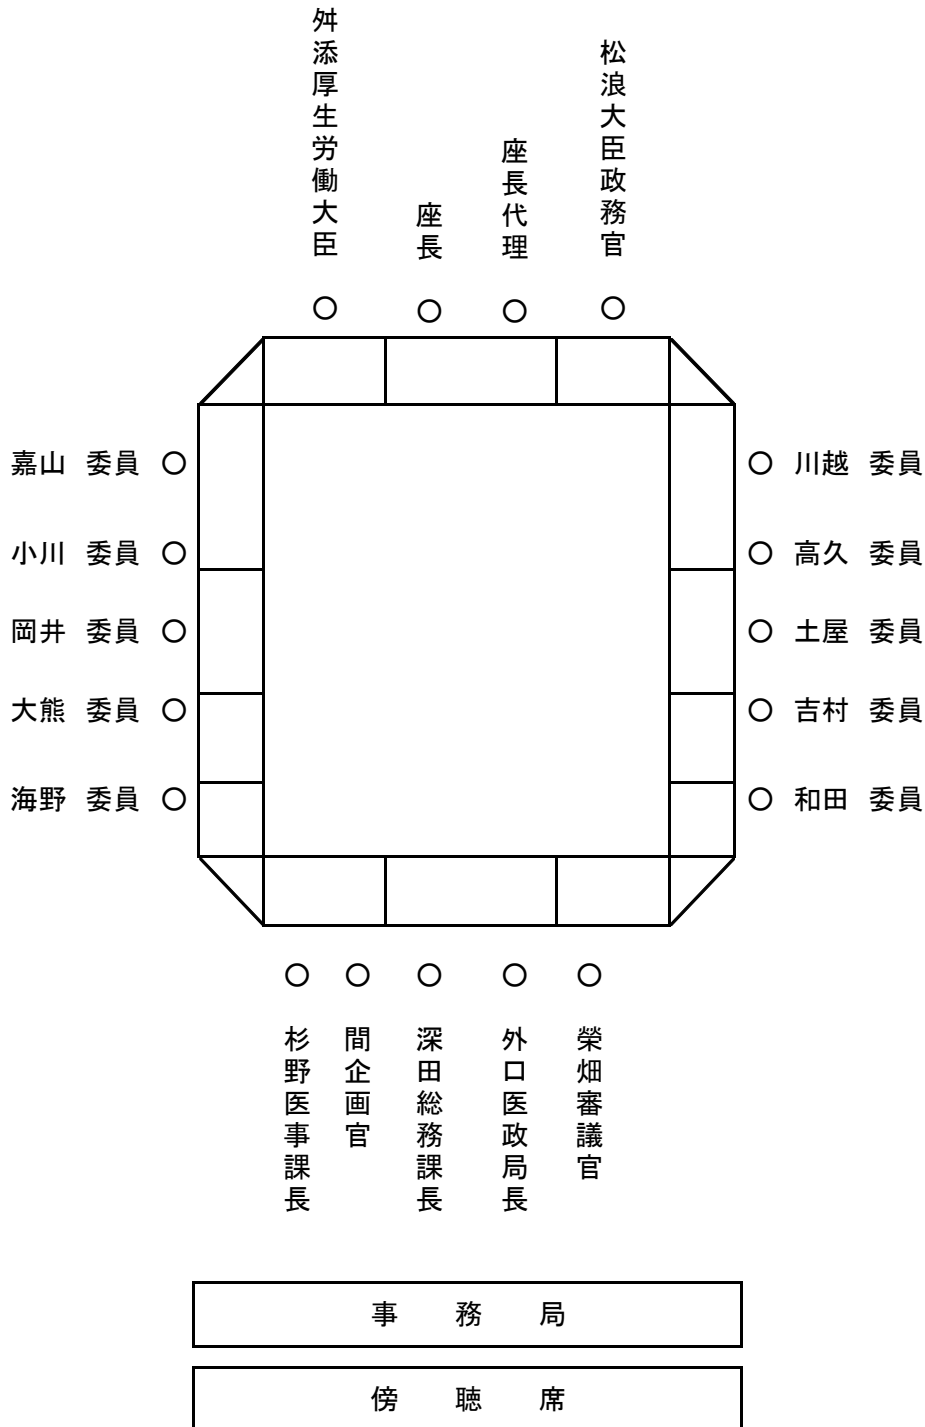 舛添厚生労働大臣
座長
座長代理
松浪大臣政務官
嘉山 委員
川越 委員
小川 委員
高久 委員
岡井 委員
土屋 委員
大熊 委員
吉村 委員
海野 委員
和田 委員
杉野医事課長
間企画官
深田総務課長
外口医政局長
榮畑審議官
事 務 局
傍 聴 席